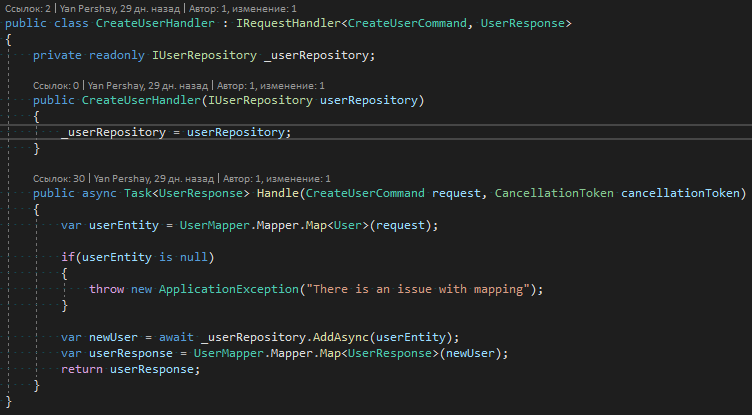 Ссылок: 2 | Yan Pershay, 29 дн. назад | Автор: 1, изменение: 1
public class CreateUserHandler : IRequestHandler<CreateUserCommand, UserResponse>
{
    private readonly IUserRepository _userRepository;
    Ссылок: 0 | Yan Pershay, 29 дн. назад | Автор: 1, изменение: 1
    public CreateUserHandler(IUserRepository userRepository)
    {
        _userRepository = userRepository;
    }
    Ссылок: 30 | Yan Pershay, 29 дн. назад | Автор: 1, изменение: 1
    public async Task<UserResponse> Handle(CreateUserCommand request, CancellationToken cancellationToken)
    {
        var userEntity = UserMapper.Mapper.Map<User>(request);
        if(userEntity is null)
        {
            throw new ApplicationException("There is an issue with mapping");
        }
        var newUser = await _userRepository.AddAsync(userEntity);
        var userResponse = UserMapper.Mapper.Map<UserResponse>(newUser);
        return userResponse;
    }
}